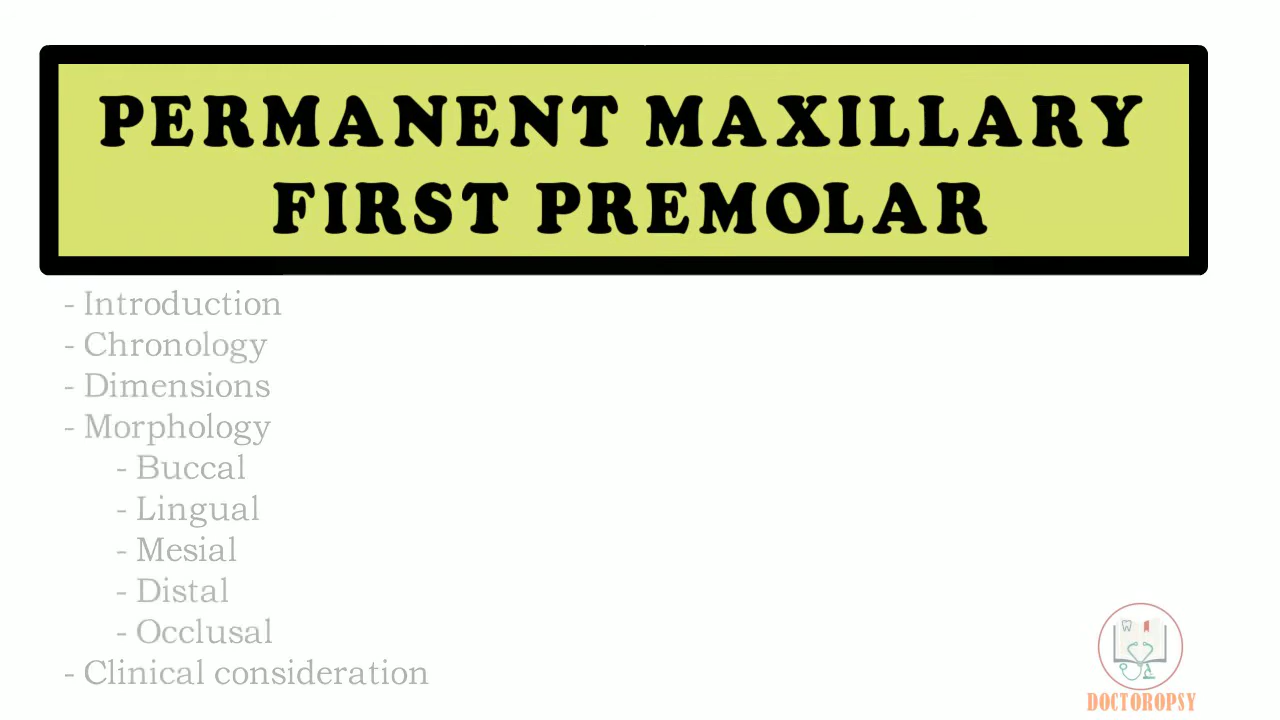 PERMANENT MAXILLARY
FIRST PREMOLAR
- Introduction
- Chronology
- Dimensions
- Morphology
- Buccal
- Lingual
- Mesial
- Distal
- Occlusal
- Clinical consideration
DOCTOROPSY